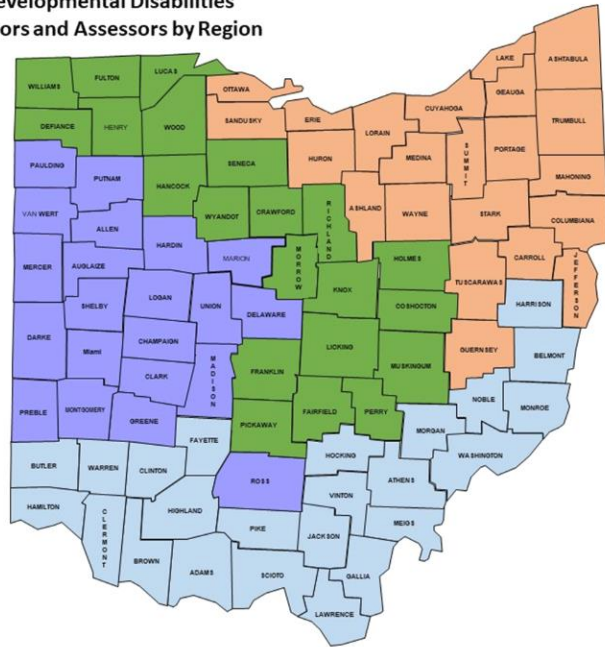 evelopmental Disabilities
ors and Assessors by Region
WILLIAMS
FULTON
LUCAS
OTTAWA
LAKE
ASHTABULA
GEAUGA
CUYAHOGA
DEFIANCE
HENRY
WOOD
SANDUSKY
ERIE
LORAIN
TRUMBULL
PAULDING
PUTNAM
SENECA
HURON
MEDINA
SUMMIT
PORTAGE
MAHONING
HANCOCK
VAN WERT
ALLEN
WYANDOT
CRAWFORD
RICHLAND
ASHLAND
WAYNE
STARK
COLUMBIANA
HARDIN
MARION
MORROW
HOLMES
CARROLL
JEFFERSON
MERCER
AUGLAIZE
TUSCARAWAS
SHELBY
LOGAN
UNION
DELAWARE
KNOX
COSHOCTON
HARRISON
DARKE
Miami
CHAMPAIGN
LICKING
GUERNSEY
BELMONT
CLARK
MADISON
FRANKLIN
MUSKINGUM
PREBLE
MONTGOMERY
GREENE
PICKAWAY
FAIRFIELD
PERRY
NOBLE
MONROE
MORGAN
FAYETTE
WASHINGTON
BUTLER
WARREN
CLINTON
HOCKING
ROSS
ATHENS
VINTON
HAMILTON
CLERMONT
HIGHLAND
PIKE
JACKSON
MEIGS
BROWN
ADAMS
SCIOTO
GALLIA
LAWRENCE